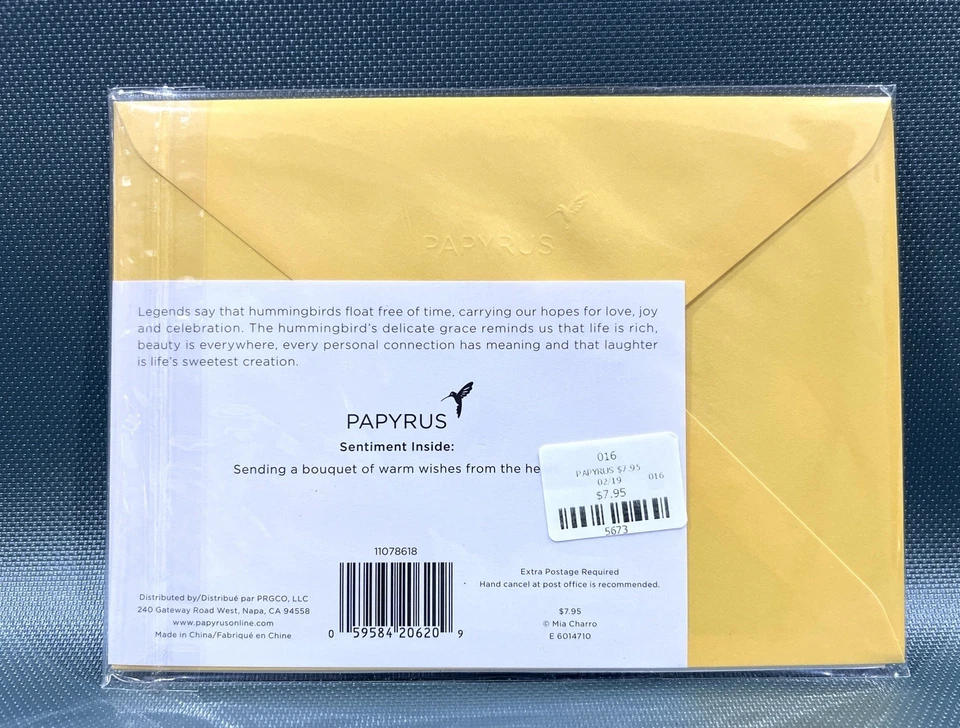 PAPYRUS
Legends say that hummingbirds float free of time, carrying our hopes for love, joy
and celebration. The hummingbird's delicate grace reminds us that life is rich,
beauty is everywhere, every personal connection has meaning and that laughter
is life's sweetest creation.
PAPYRUS
Sentiment Inside:
Sending a bouquet of warm wishes from the he
016
PAPYRUS $7.95
02/19 016
$7.95
5673
11078618
0 59584 20620 9
Extra Postage Required
Hand cancel at post office is recommended.
Distributed by/Distribué par PRGCO, LLC
240 Gateway Road West, Napa, CA 94558
www.papyrusonline.com
Made in China/Fabriqué en Chine
$7.95
© Mia Charro
E 6014710